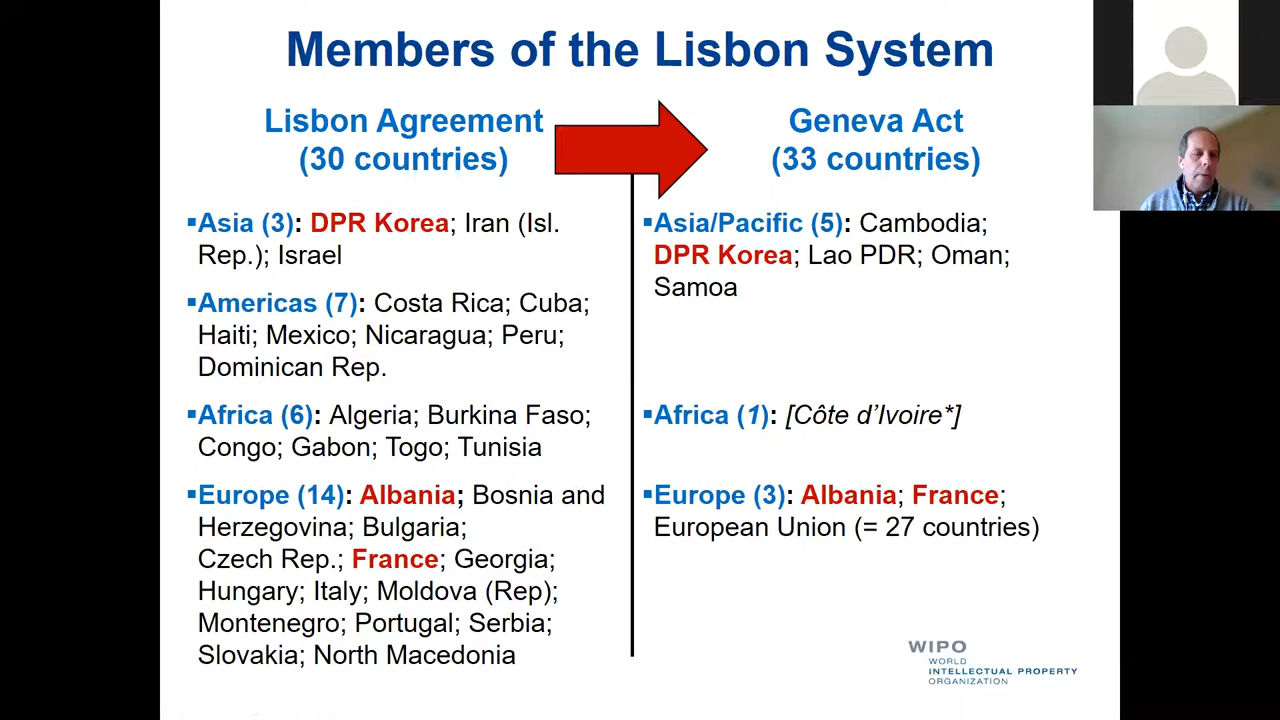 Members of the Lisbon System
Lisbon Agreement
(30 countries)
▪Asia (3): DPR Korea; Iran (Isl.
Rep.); Israel
▪Americas (7): Costa Rica; Cuba;
Haiti; Mexico; Nicaragua; Peru;
Dominican Rep.
▪Africa (6): Algeria; Burkina Faso;
Congo; Gabon; Togo; Tunisia
▪Europe (14): Albania; Bosnia and
Herzegovina; Bulgaria;
Czech Rep.; France; Georgia;
Hungary; Italy; Moldova (Rep);
Montenegro; Portugal; Serbia;
Slovakia; North Macedonia
Geneva Act
(33 countries)
▪Asia/Pacific (5): Cambodia;
DPR Korea; Lao PDR; Oman;
Samoa
▪Africa (1): [Côte d’Ivoire*]
▪Europe (3): Albania; France;
European Union (= 27 countries)
WIPO
WORLD
INTELLECTUAL PROPERTY
ORGANIZATION